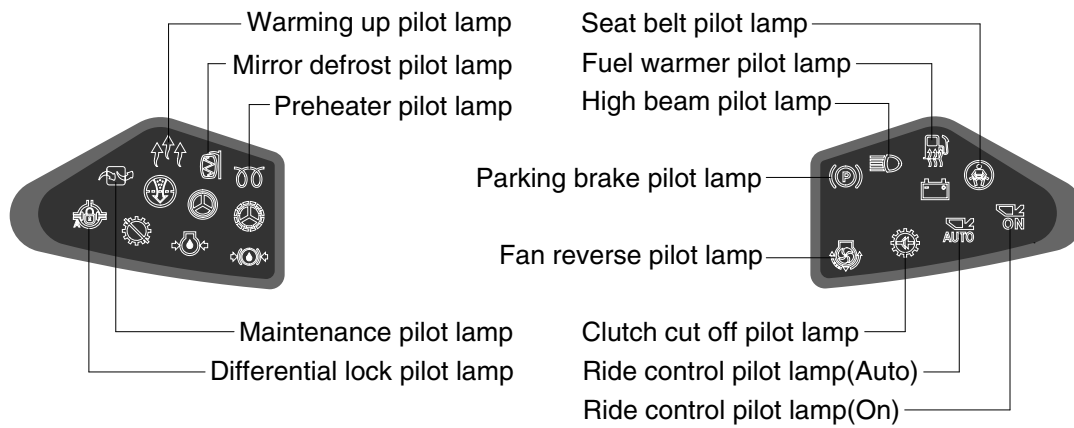 Warming up pilot lamp
Mirror defrost pilot lamp
Preheater pilot lamp
A
Maintenance pilot lamp
Differential lock pilot lamp
Seat belt pilot lamp
Fuel warmer pilot lamp
High beam pilot lamp
Parking brake pilot lamp
P
ON
AUTO
Fan reverse pilot lamp
Clutch cut off pilot lamp
Ride control pilot lamp(Auto)
Ride control pilot lamp(On)